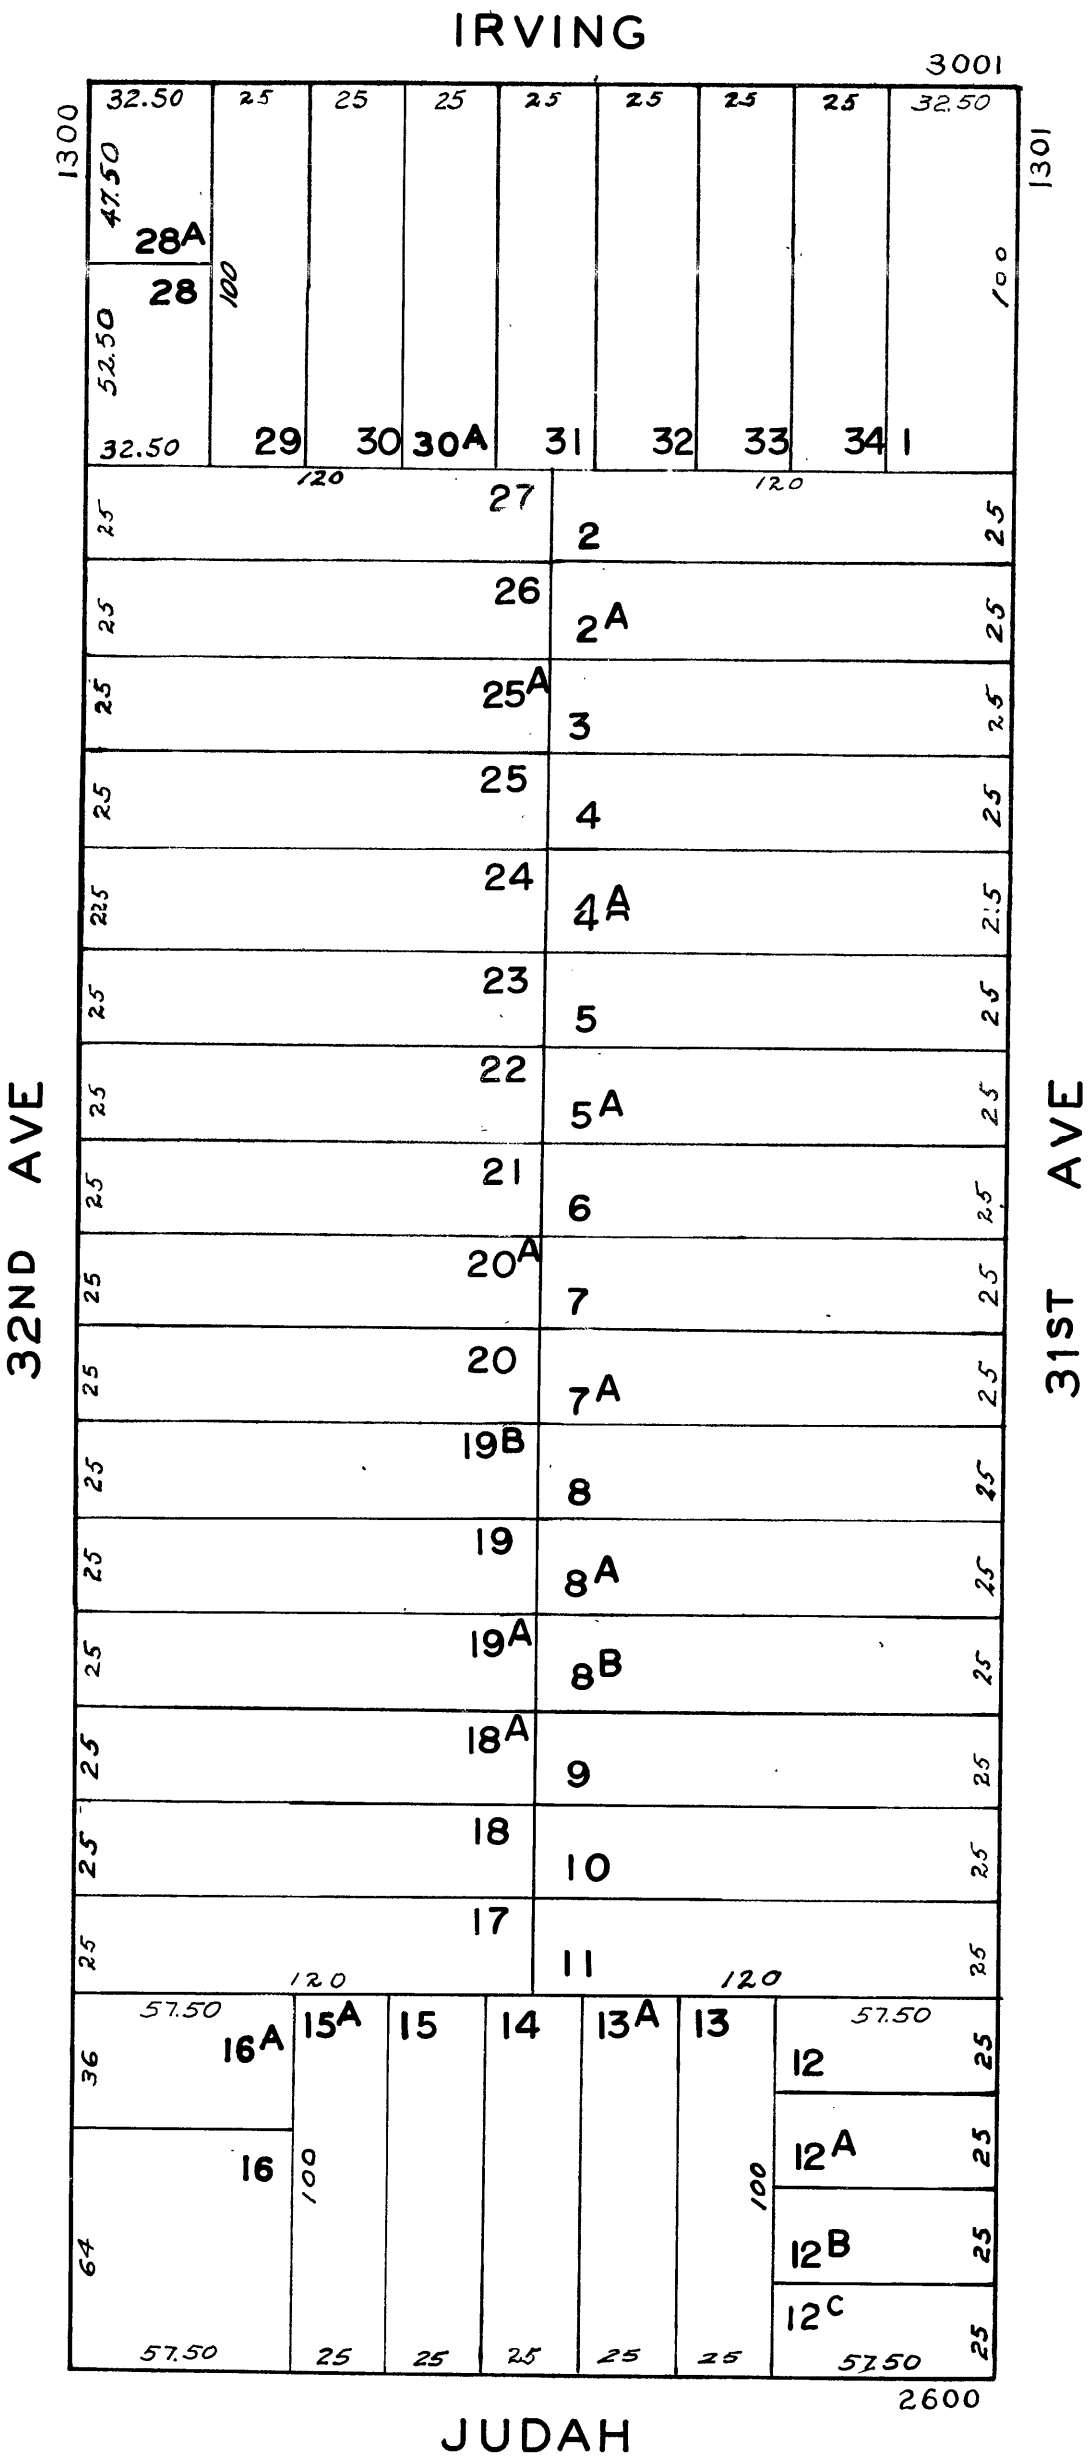 IRVING
3001
1300
32.50 25 25 25 25 25 25 25 32.50
1301
47.50
28A
28
100
100
52.50
32.50 29 30 30A 31 32 33 34 1
120 120
25 27 2 25
25 26 2A 25
25 25A 3 25
25 25 4 25
225 24 4A 25
25 23 5 25
25 22 5A 25
25 21 6 25
25 20A 7 25
25 20 7A 25
25 19B 8 25
25 19 8A 25
25 19A 8B 25
25 18A 9 25
25 18 10 25
25 17 11 25
32ND AVE
31ST AVE
120 120
57.50 15A 15 14 13A 13 57.50
36 16A 12 25
16 100 100 12A 25
64 12B 25
12C 25
57.50 25 25 25 25 25 57.50
2600
JUDAH